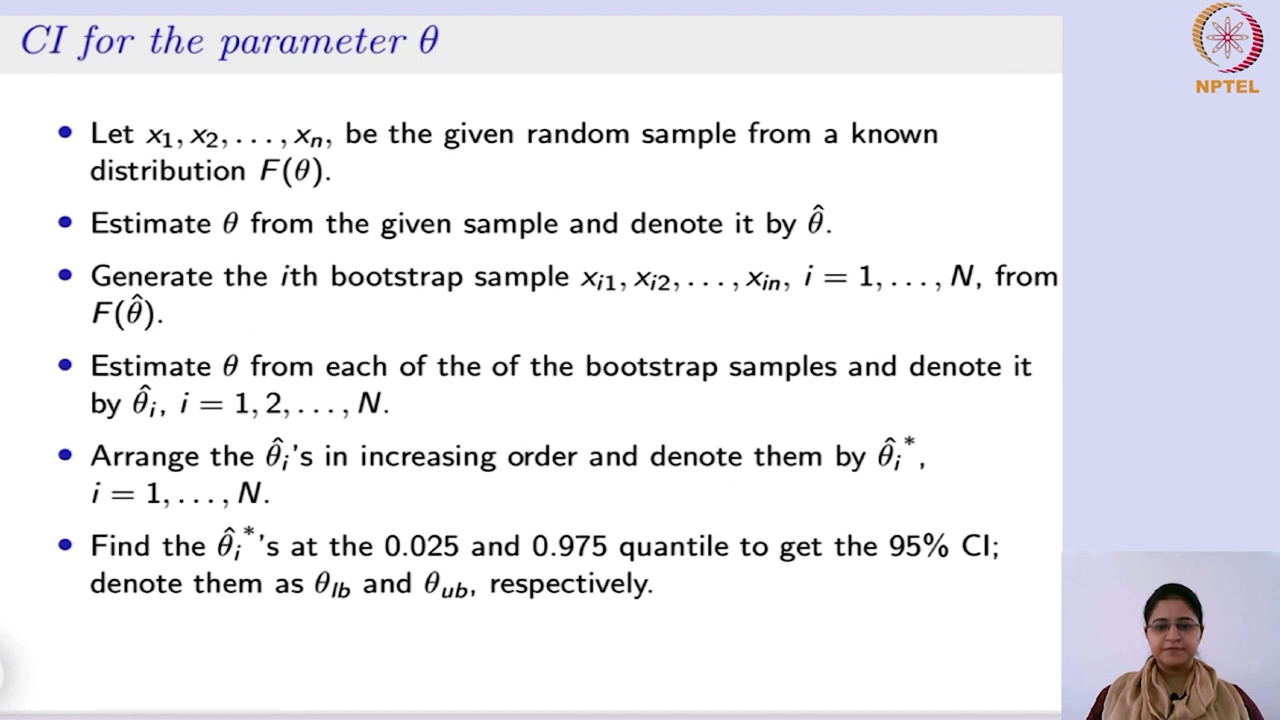 CI for the parameter θ
NPTEL
• Let x₁, x₂, . . . , xₙ, be the given random sample from a known
distribution F(θ).
• Estimate θ from the given sample and denote it by θ̂.
• Generate the ith bootstrap sample xᵢ₁, xᵢ₂, . . . , xᵢₙ, i = 1, . . . , N, from
F(θ̂).
• Estimate θ from each of the of the bootstrap samples and denote it
by θ̂ᵢ, i = 1, 2, . . . , N.
• Arrange the θ̂ᵢ's in increasing order and denote them by θ̂ᵢ*,
i = 1, . . . , N.
• Find the θ̂ᵢ*'s at the 0.025 and 0.975 quantile to get the 95% CI;
denote them as θ_lb and θ_ub, respectively.